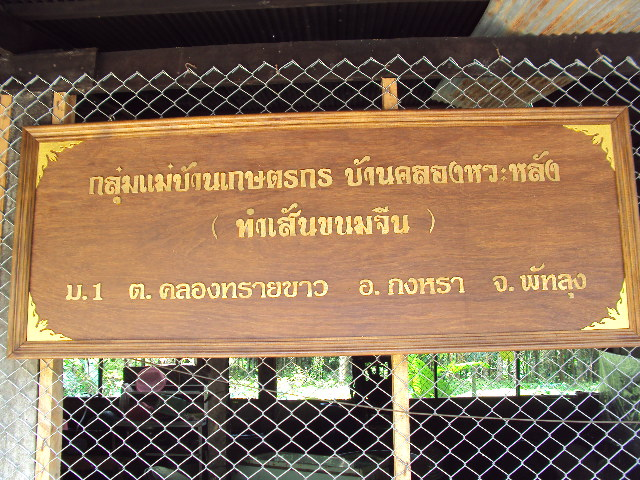 กลุ่มแม่บ้านเกษตรกร บ้านคลองหวะหลัง
( ทำเส้นขนมจีน )
ม.1 ต.คลองทรายขาว อ.กงหรา จ.พัทลุง